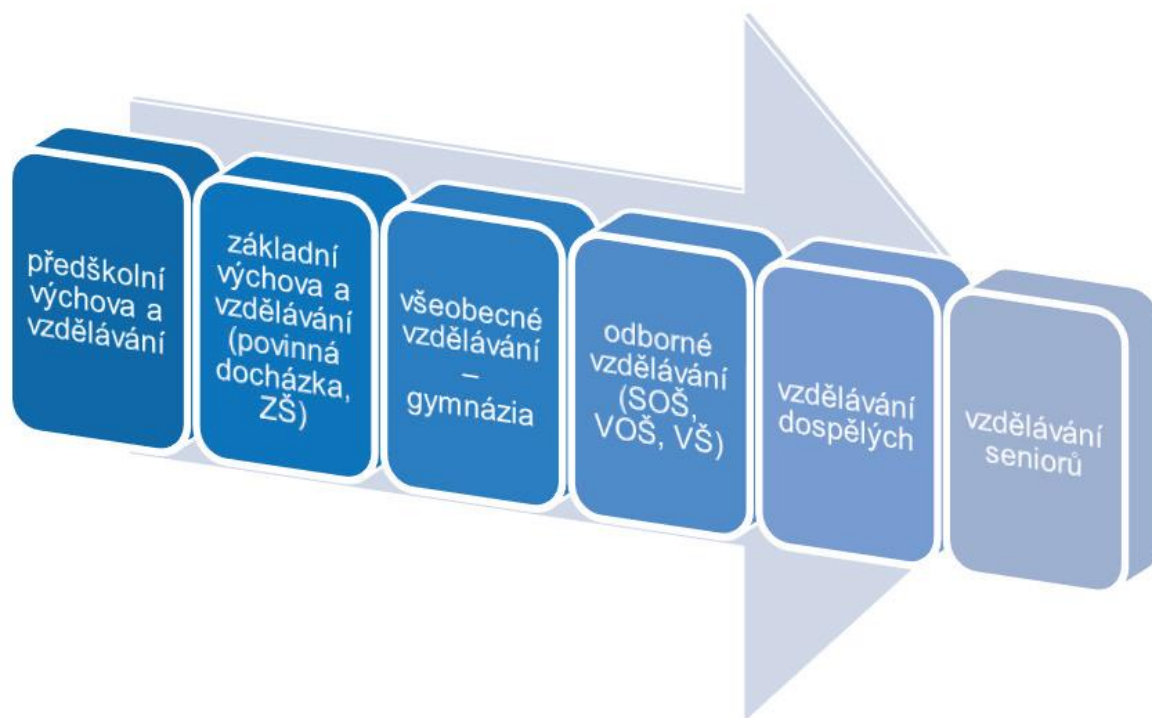 předškolní
výchova a
vzdělávání
základní
výchova a
vzdělávání
(povinná
docházka,
ZŠ)
všeobecné
vzdělávání
–
gymnázia
odborné
vzdělávání
(SOŠ,
VOŠ, VŠ)
vzdělávání
dospělých
vzdělávání
seniorů